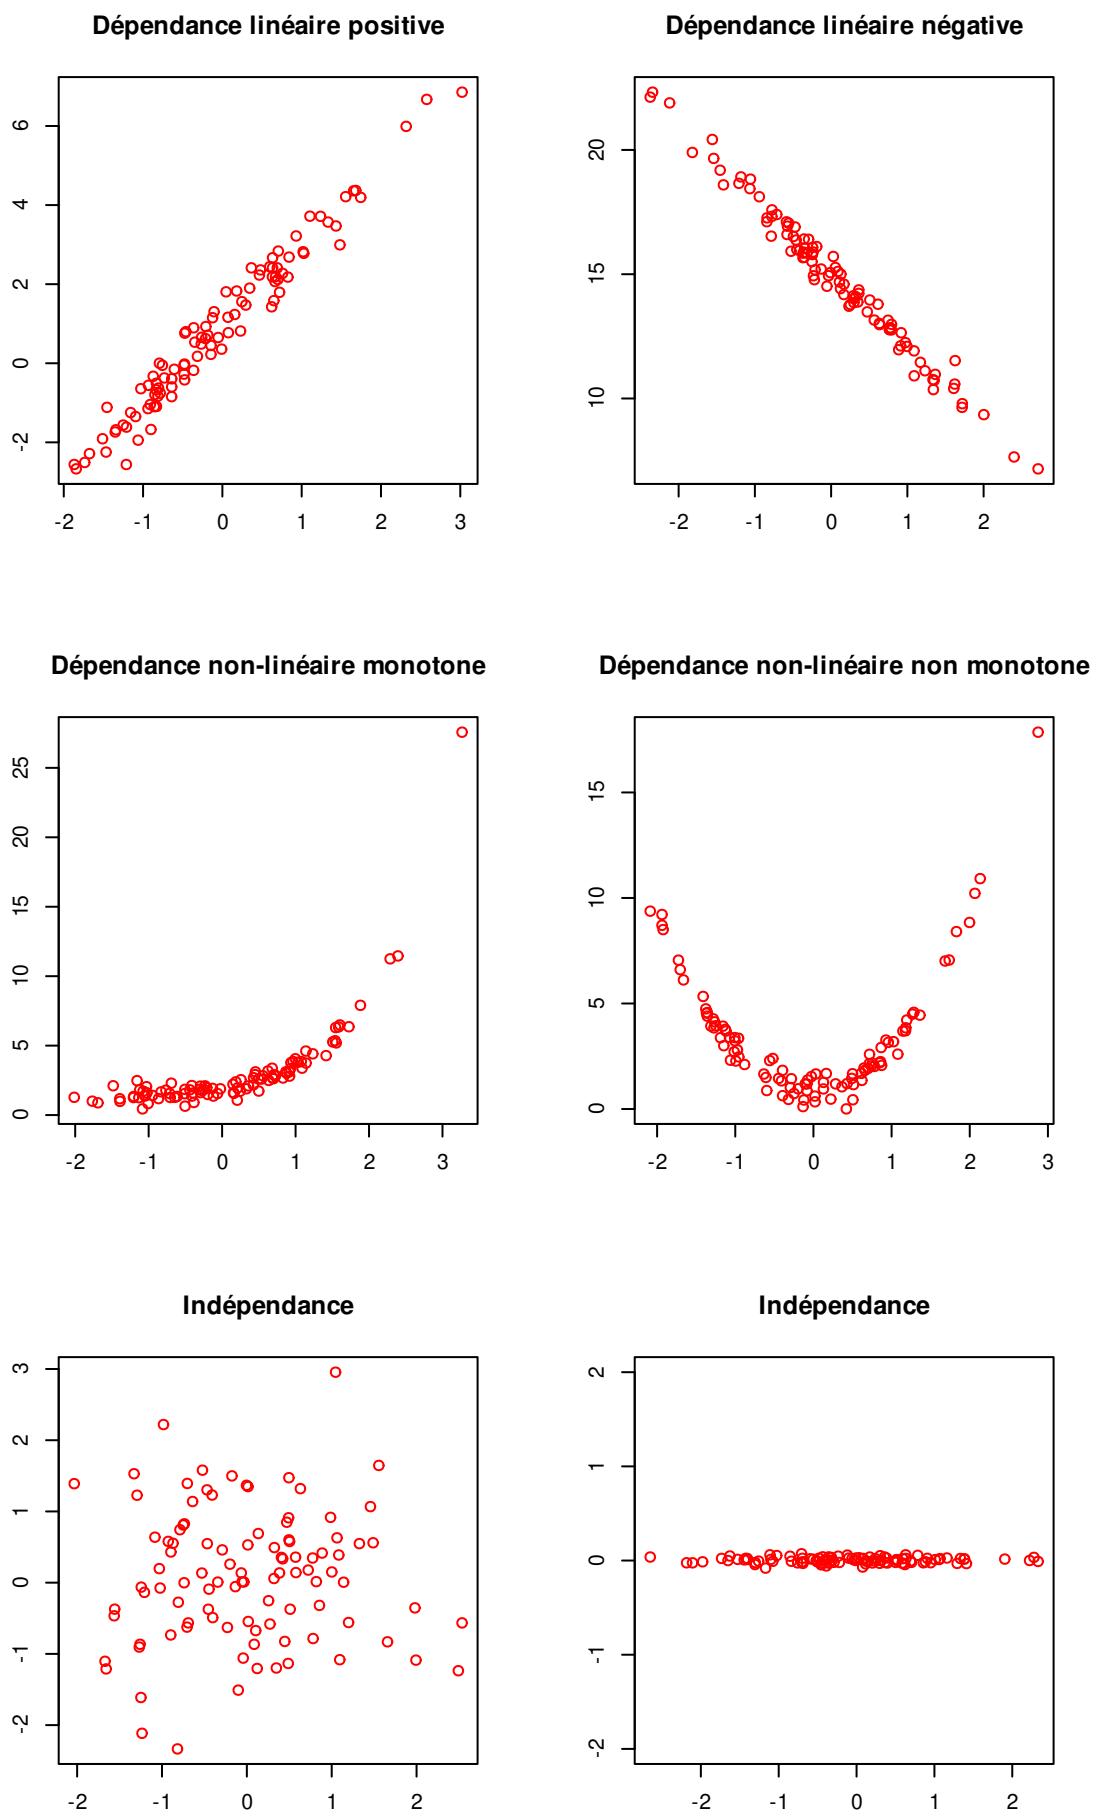 Dépendance linéaire positive
6
4
2
0
-2
-2 -1 0 1 2 3
Dépendance linéaire négative
20
15
10
-2 -1 0 1 2
Dépendance non-linéaire monotone
25
20
15
10
5
0
-2 -1 0 1 2 3
Dépendance non-linéaire non monotone
15
10
5
0
-2 -1 0 1 2 3
Indépendance
3
2
1
0
-1
-2
-2 -1 0 1 2
Indépendance
2
1
0
-1
-2
-2 -1 0 1 2